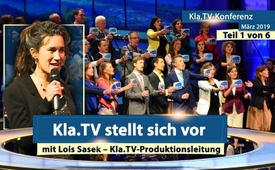 Kla.TV-Konferenz
März 2019
Teil 1 von 6
Kla.TV stellt sich vor
mit Lois Sasek – Kla.TV-Produktionsleitung